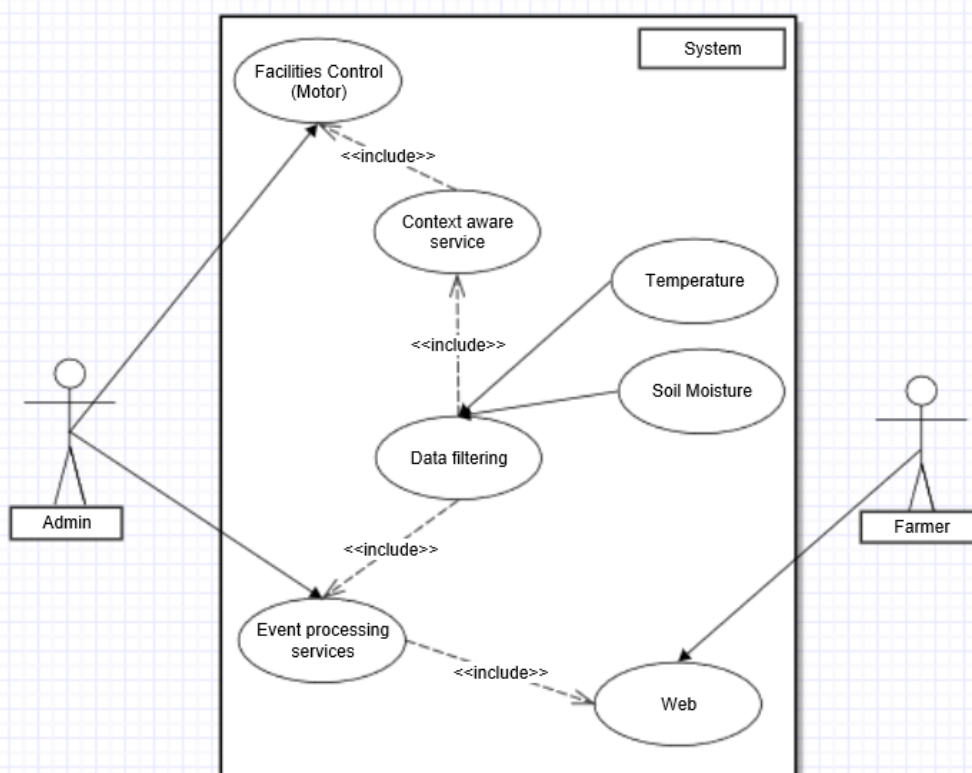 System
Facilities Control
(Motor)
<<include>>
Context aware
service
Temperature
<<include>>
Soil Moisture
Data filtering
Admin
Farmer
<<include>>
Event processing
services
<<include>>
Web